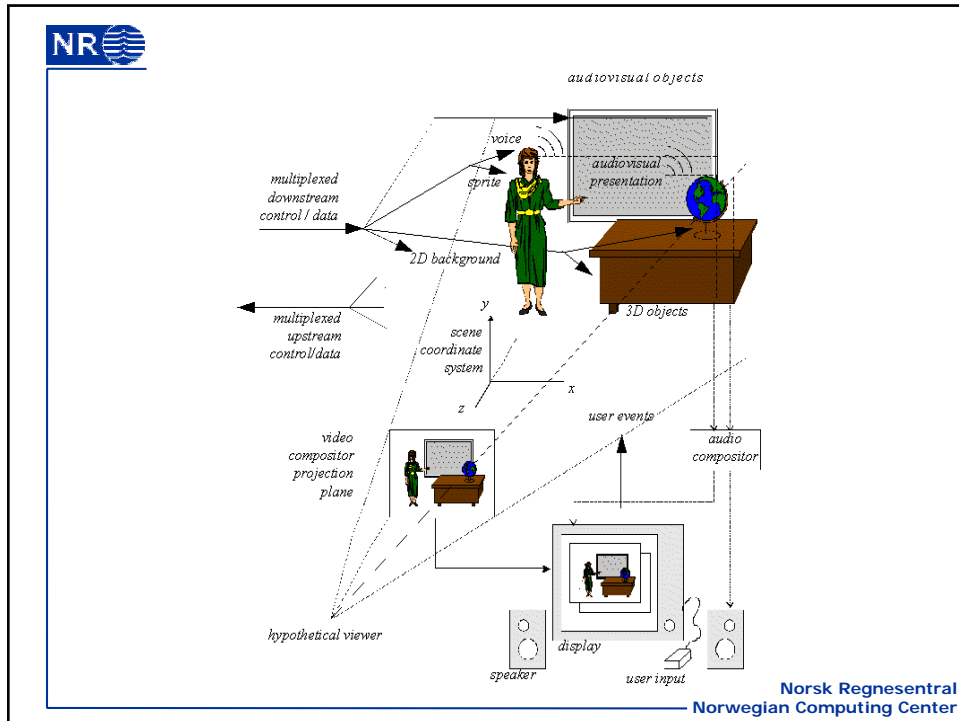 NR
audiovisual objects
voice
sprite
audiovisual
presentation
multiplexed
downstream
control / data
2D background
3D objects
multiplexed
upstream
control/data
y
scene
coordinate
system
x
z
user events
video
compositor
projection
plane
audio
compositor
hypothetical viewer
display
speaker
user input
Norsk Regnesentral
Norwegian Computing Center